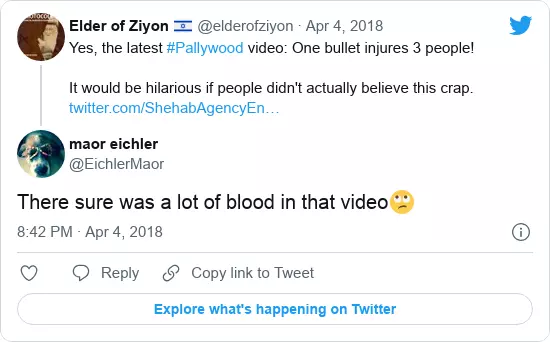 Elder of Ziyon 🇮🇱 @elderofziyon · Apr 4, 2018
Yes, the latest #Pallywood video: One bullet injures 3 people!
It would be hilarious if people didn't actually believe this crap.
twitter.com/ShehabAgencyEn…
maor eichler
@EichlerMaor
There sure was a lot of blood in that video🙄
8:42 PM · Apr 4, 2018
Reply Copy link to Tweet
Explore what's happening on Twitter